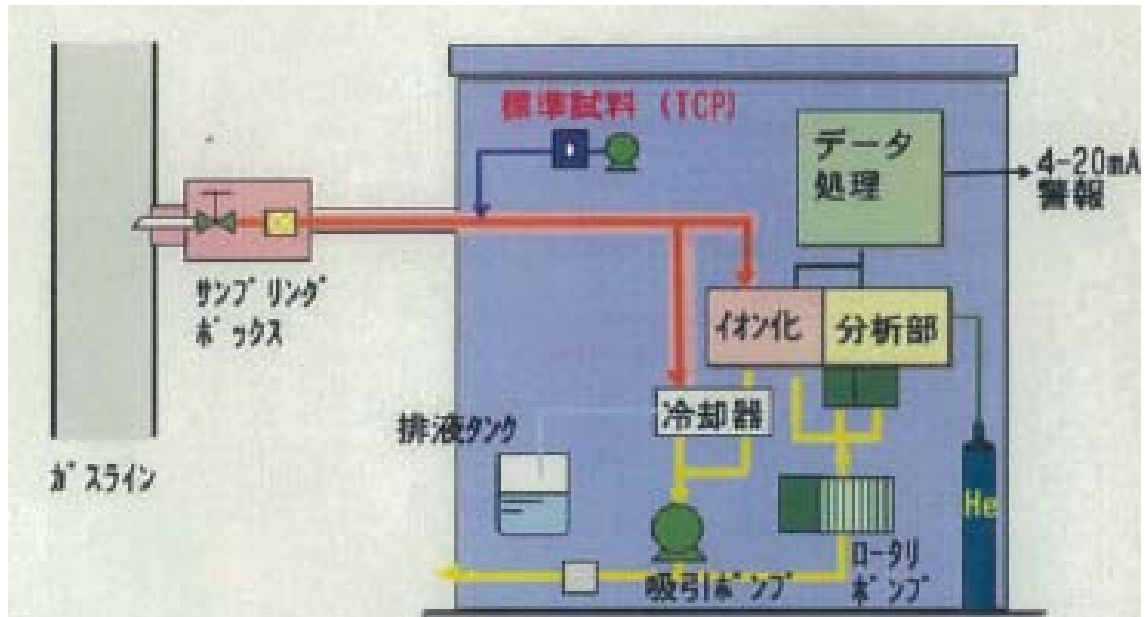 標準試料 (TCP)
データ
処理
4-20mA
警報
サンプリング
ボックス
イオン化
分析部
冷却器
排液タンク
ガスライン
He
ロータリ
ポンプ
吸引ポンプ